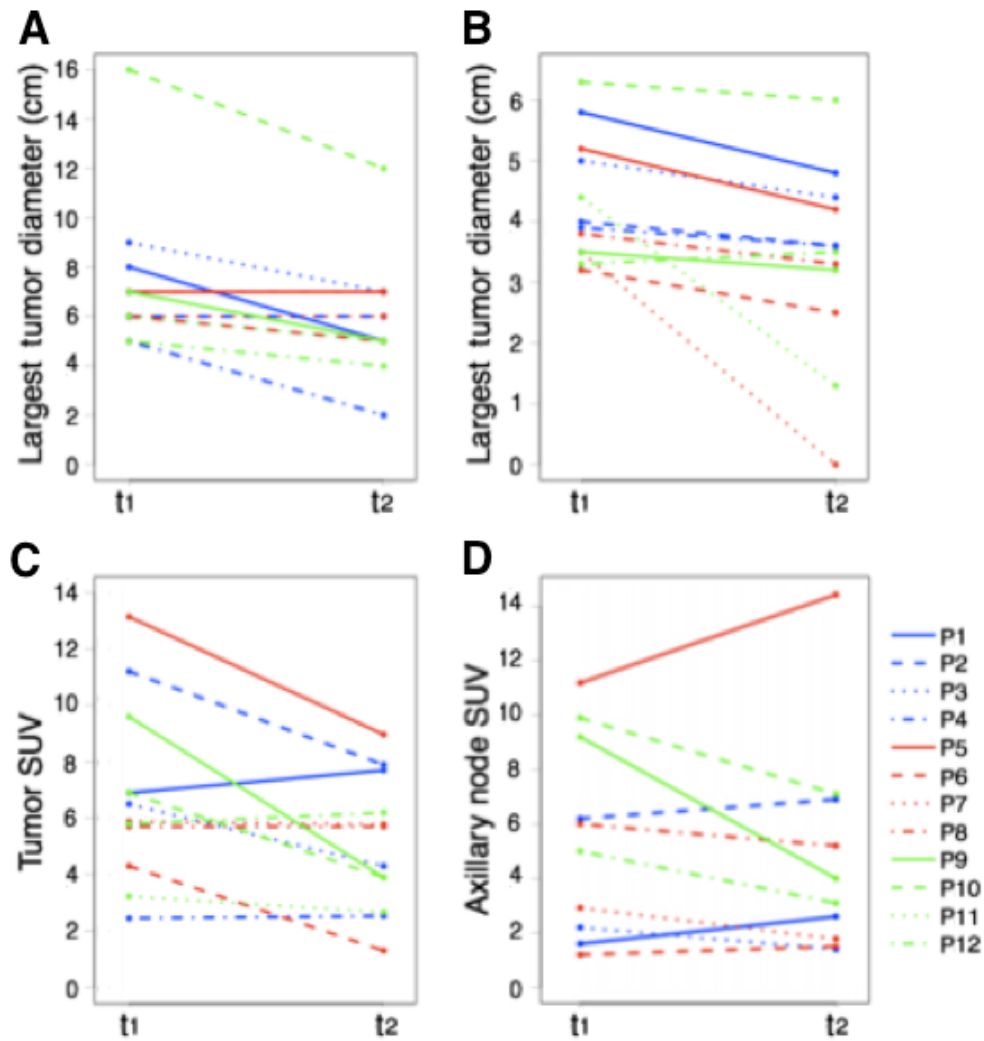 A
Largest tumor diameter (cm)
16
14
12
10
8
6
4
2
0
t1 t2
B
Largest tumor diameter (cm)
6
5
4
3
2
1
0
t1 t2
C
Tumor SUV
14
12
10
8
6
4
2
0
t1 t2
D
Axillary node SUV
14
12
10
8
6
4
2
0
t1 t2
P1
P2
P3
P4
P5
P6
P7
P8
P9
P10
P11
P12